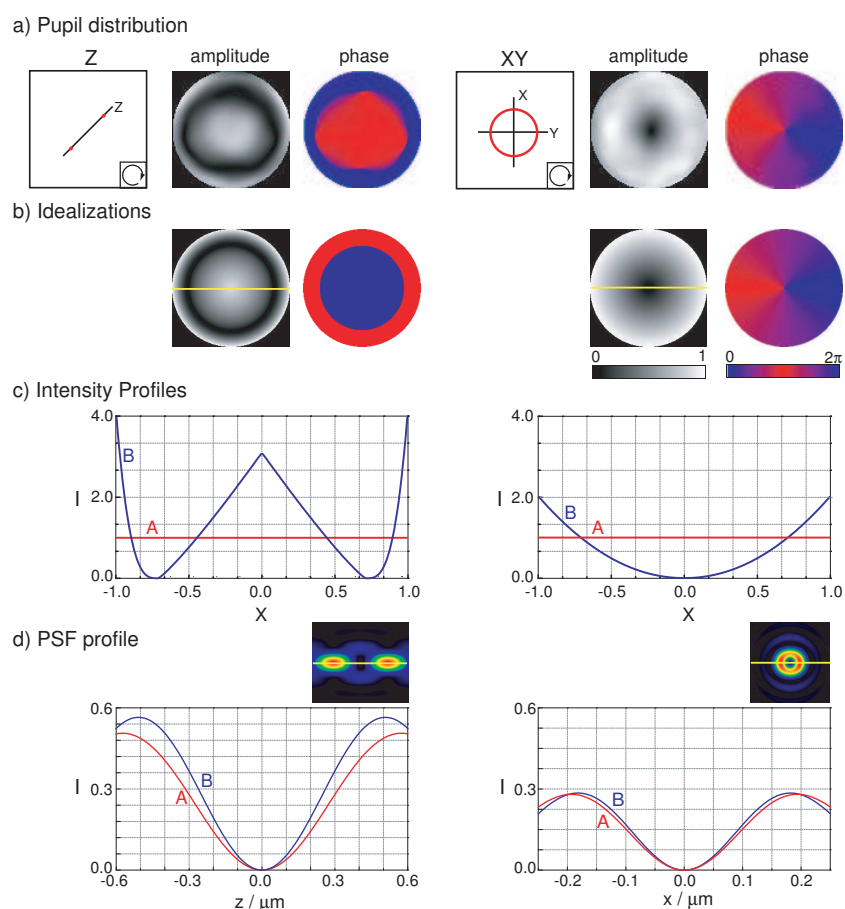 a) Pupil distribution
Z amplitude phase XY amplitude phase
Z X Y
b) Idealizations
0 1 0 2π
c) Intensity Profiles
4.0 4.0
B
I 2.0 I 2.0
A B A
0.0 0.0
-1.0 -0.5 0.0 0.5 1.0 -1.0 -0.5 0.0 0.5 1.0
X X
d) PSF profile
0.6 0.6
I 0.3 A B I 0.3 B A
0.0 0.0
-0.6 -0.3 0.0 0.3 0.6 -0.2 -0.1 0.0 0.1 0.2
z / μm x / μm